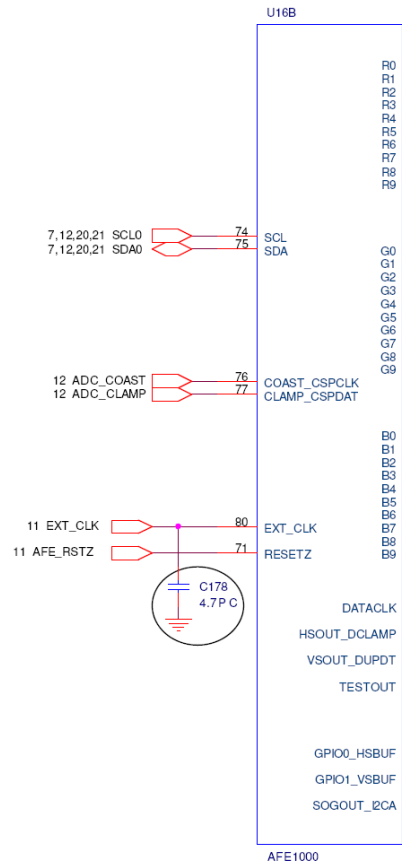 U16B
R0
R1
R2
R3
R4
R5
R6
R7
R8
R9
7,12,20,21 SCL0 74 SCL
7,12,20,21 SDA0 75 SDA
G0
G1
G2
G3
G4
G5
G6
G7
G8
G9
12 ADC_COAST 76 COAST_CSPCLK
12 ADC_CLAMP 77 CLAMP_CSPDAT
B0
B1
B2
B3
B4
B5
B6
B7
B8
B9
11 EXT_CLK 80 EXT_CLK
11 AFE_RSTZ 71 RESETZ
C178
4.7P C
DATACLK
HSOUT_DCLAMP
VSOUT_DUPDT
TESTOUT
GPIO0_HSBUF
GPIO1_VSBUF
SOGOUT_I2CA
AFE1000